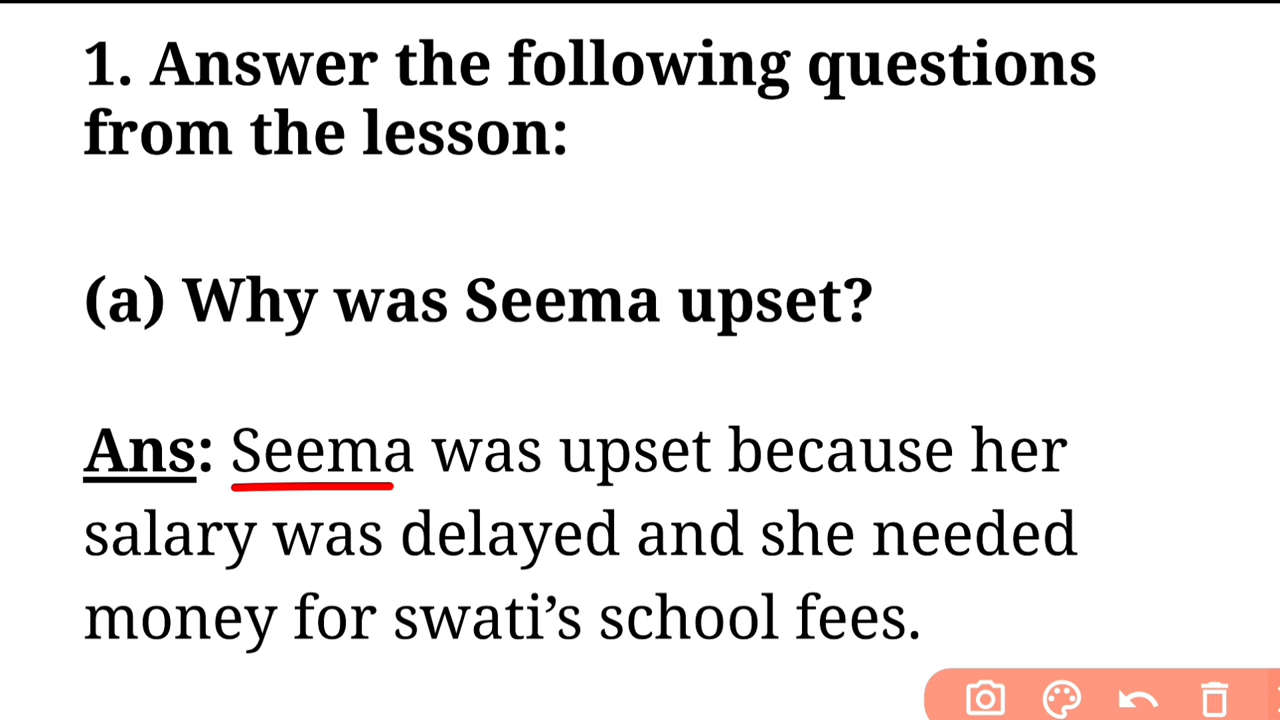 1. Answer the following questions
from the lesson:
(a) Why was Seema upset?
Ans: Seema was upset because her
salary was delayed and she needed
money for swati’s school fees.